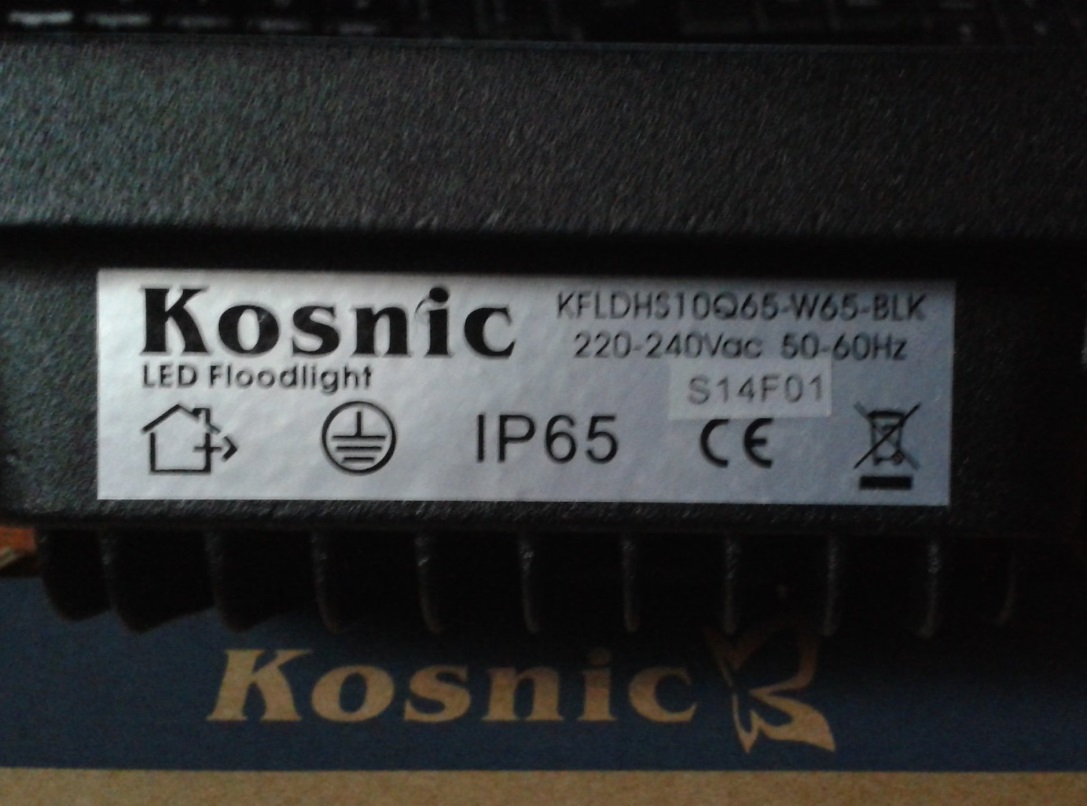 Kosnic
KFLDHS10Q65-W65-BLK
LED Floodlight
220-240Vac 50-60Hz
S14F01
IP65
CE
Kosnic